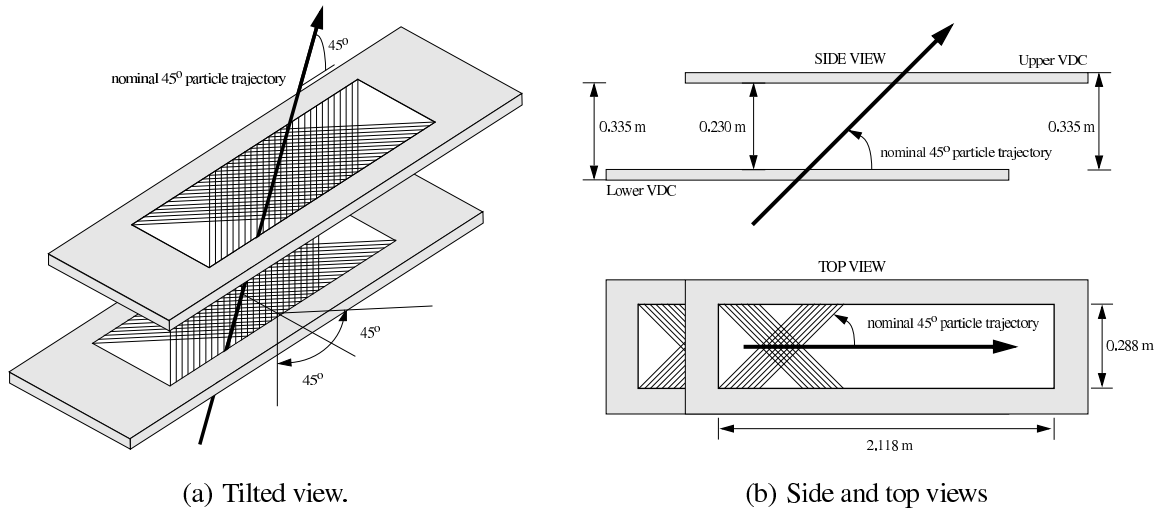 45°
nominal 45° particle trajectory
45°
45°
(a) Tilted view.
SIDE VIEW
Upper VDC
0.335 m
0.230 m
0.335 m
nominal 45° particle trajectory
Lower VDC
TOP VIEW
nominal 45° particle trajectory
0.288 m
2.118 m
(b) Side and top views